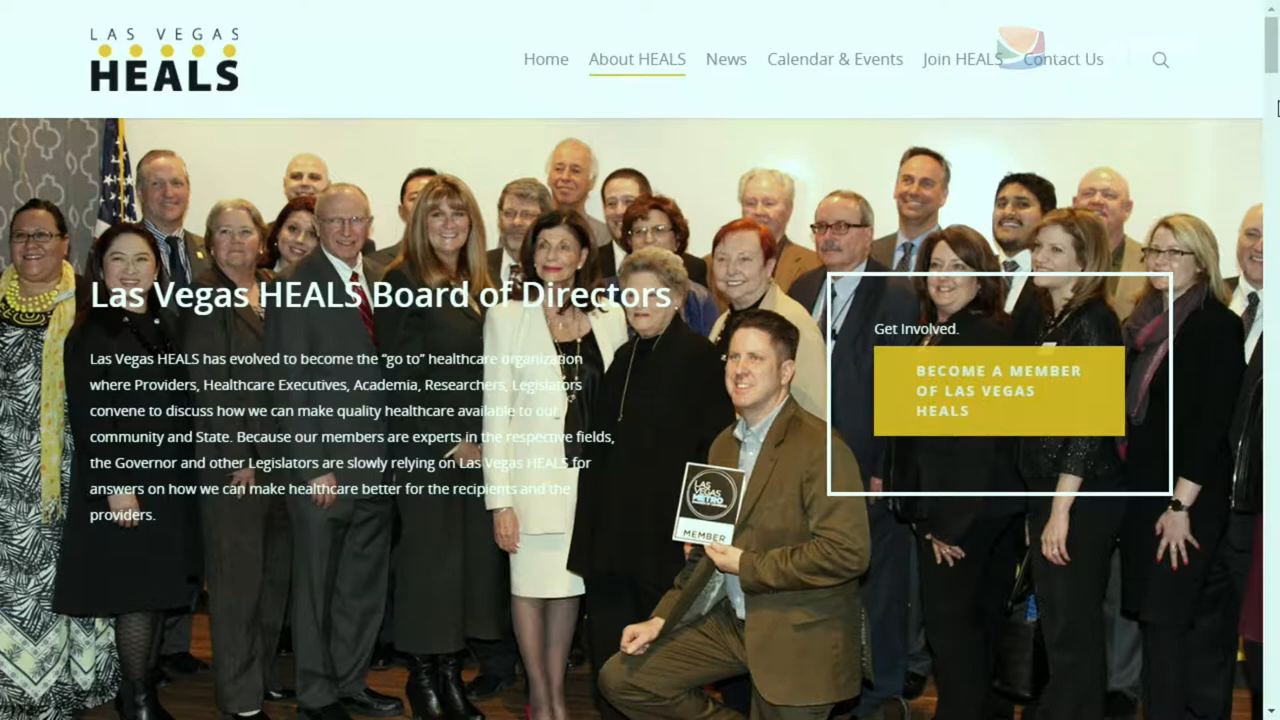 LAS VEGAS
HEALS
Home About HEALS News Calendar & Events Join HEALS Contact Us
Las Vegas HEALS Board of Directors
Las Vegas HEALS has evolved to become the “go to” healthcare organization
where Providers, Healthcare Executives, Academia, Researchers, Legislators
convene to discuss how we can make quality healthcare available to our
community and State. Because our members are experts in the respective fields,
the Governor and other Legislators are slowly relying on Las Vegas HEALS for
answers on how we can make healthcare better for the recipients and the
providers.
Get Involved.
BECOME A MEMBER
OF LAS VEGAS
HEALS
LAS
VEGAS
METRO
MEMBER